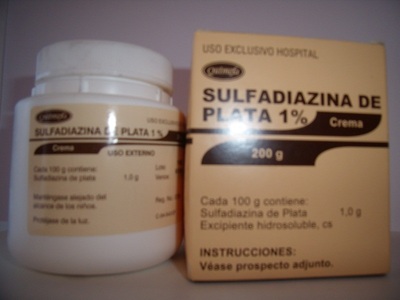 USO EXCLUSIVO
SULFADIAZINA DE PLATA 1%
Crema
USO EXTERNO
Cada 100 g contiene:
Sulfadiazina de plata 1,0 g
Manténgase alejado del
alcance de los niños.
Protéjase de la luz.
USO EXCLUSIVO HOSPITAL
SULFADIAZINA DE
PLATA 1%
Crema
200 g
Cada 100 g contiene:
Sulfadiazina de Plata 1,0 g
Excipiente hidrosoluble, cs
INSTRUCCIONES:
Véase prospecto adjunto.